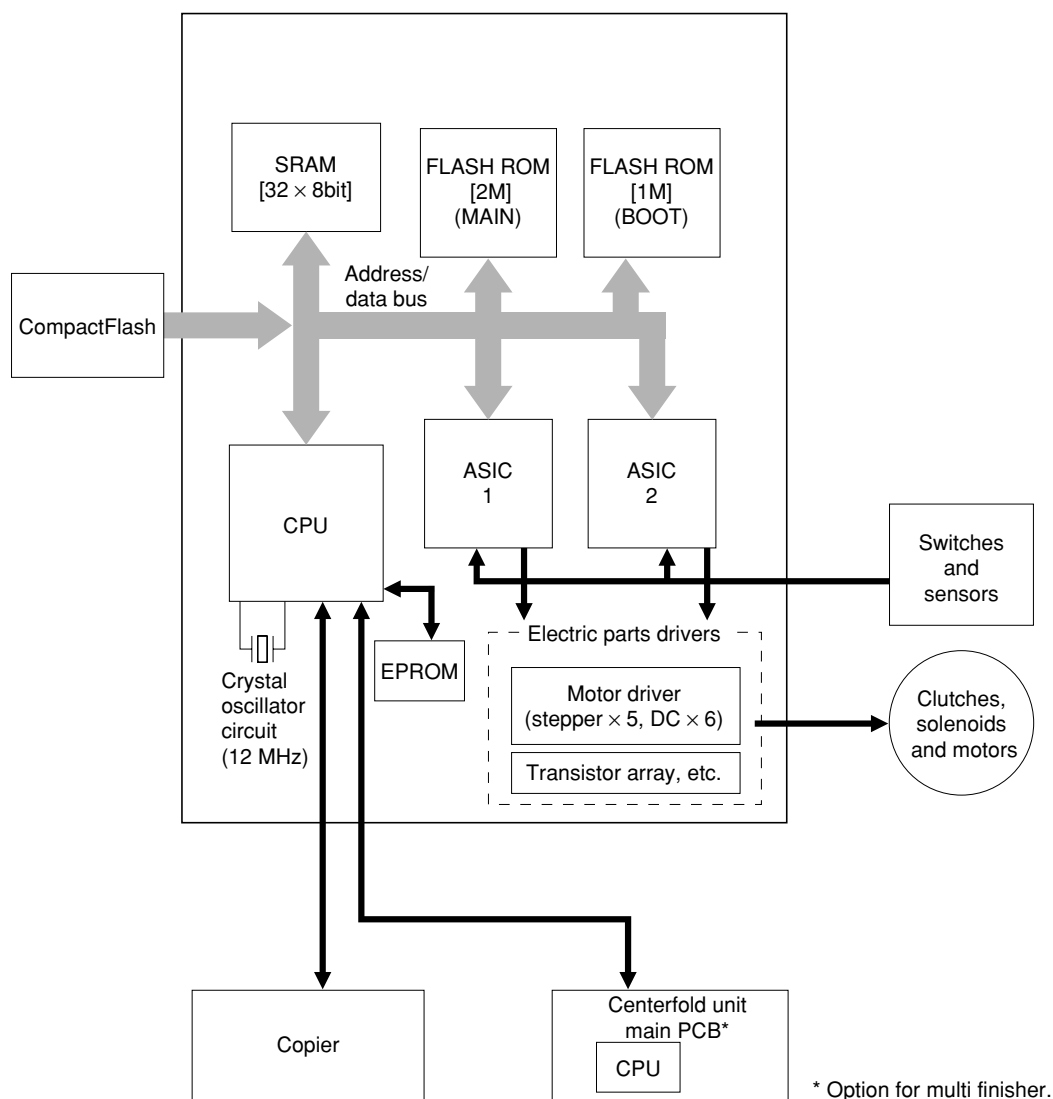 SRAM
[32 × 8bit]
FLASH ROM
[2M]
(MAIN)
FLASH ROM
[1M]
(BOOT)
Address/
data bus
CompactFlash
CPU
ASIC
1
ASIC
2
Switches
and
sensors
Crystal
oscillator
circuit
(12 MHz)
EPROM
Electric parts drivers
Motor driver
(stepper × 5, DC × 6)
Transistor array, etc.
Clutches,
solenoids
and motors
Copier
Centerfold unit
main PCB*
CPU
* Option for multi finisher.